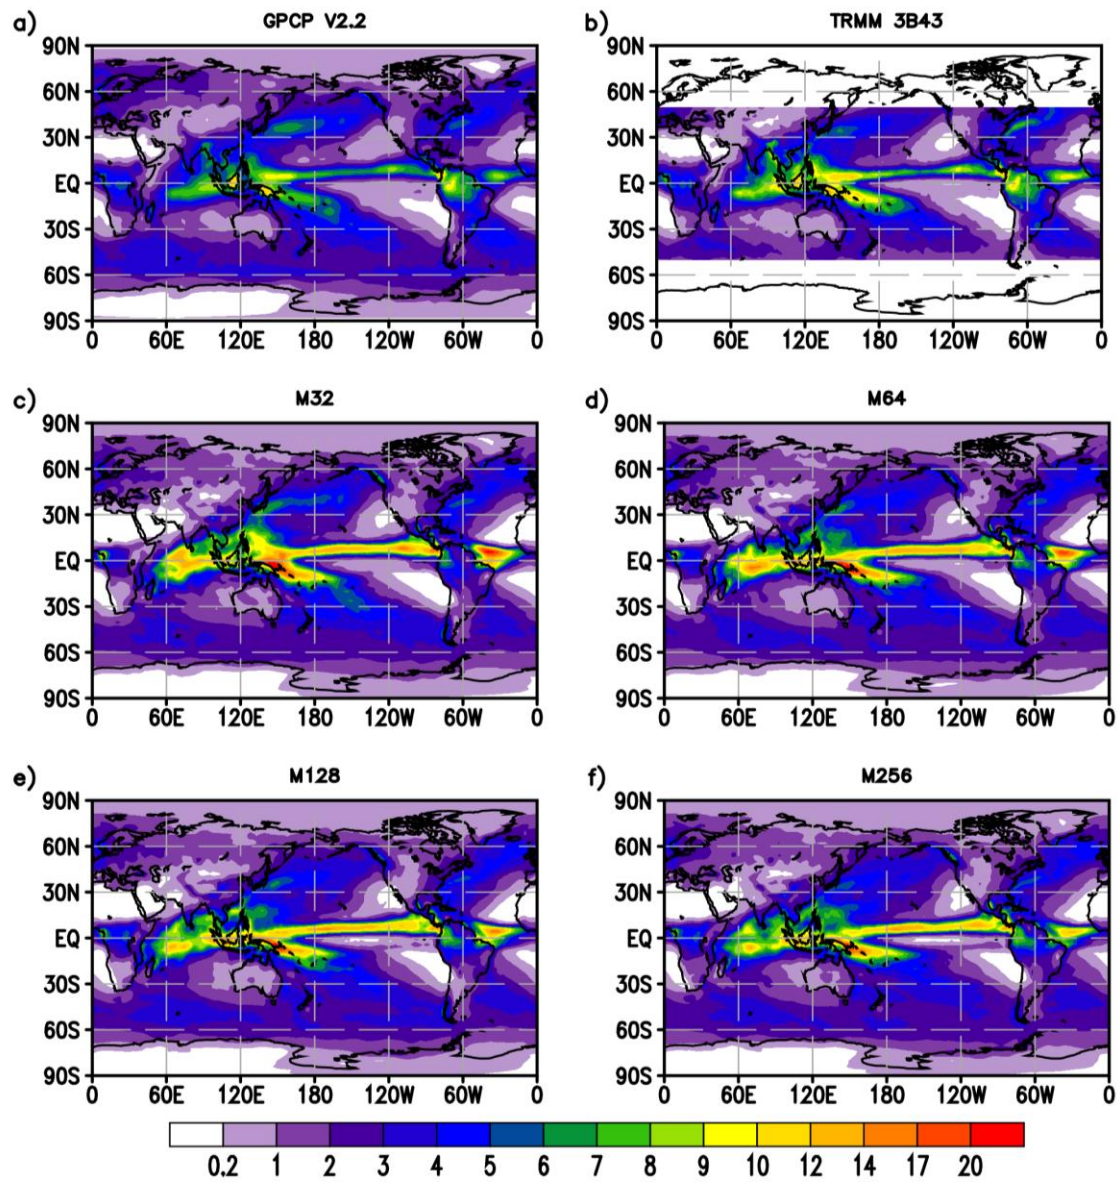 a) GPCP V2.2
90N
60N
30N
EQ
30S
60S
90S
0 60E 120E 180 120W 60W 0
b) TRMM 3B43
90N
60N
30N
EQ
30S
60S
90S
0 60E 120E 180 120W 60W 0
c) M32
90N
60N
30N
EQ
30S
60S
90S
0 60E 120E 180 120W 60W 0
d) M64
90N
60N
30N
EQ
30S
60S
90S
0 60E 120E 180 120W 60W 0
e) M128
90N
60N
30N
EQ
30S
60S
90S
0 60E 120E 180 120W 60W 0
f) M256
90N
60N
30N
EQ
30S
60S
90S
0 60E 120E 180 120W 60W 0
0.2 1 2 3 4 5 6 7 8 9 10 12 14 17 20